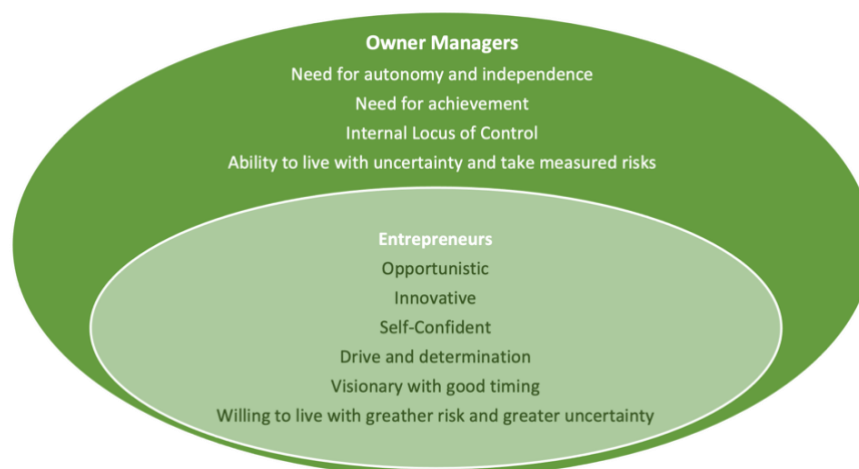 Owner Managers
Need for autonomy and independence
Need for achievement
Internal Locus of Control
Ability to live with uncertainty and take measured risks
Entrepreneurs
Opportunistic
Innovative
Self-Confident
Drive and determination
Visionary with good timing
Willing to live with greather risk and greater uncertainty